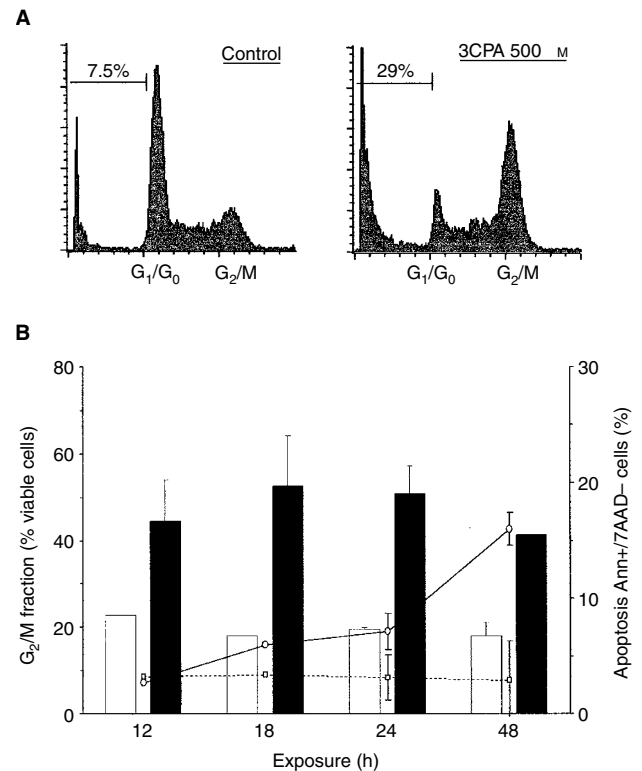 A
Control
3CPA 500 M
7.5%
29%
G1/G0
G2/M
G1/G0
G2/M
B
80
60
40
20
0
G2/M fraction (% viable cells)
30
20
10
0
Apoptosis Ann+/7AAD– cells (%)
12
18
24
48
Exposure (h)